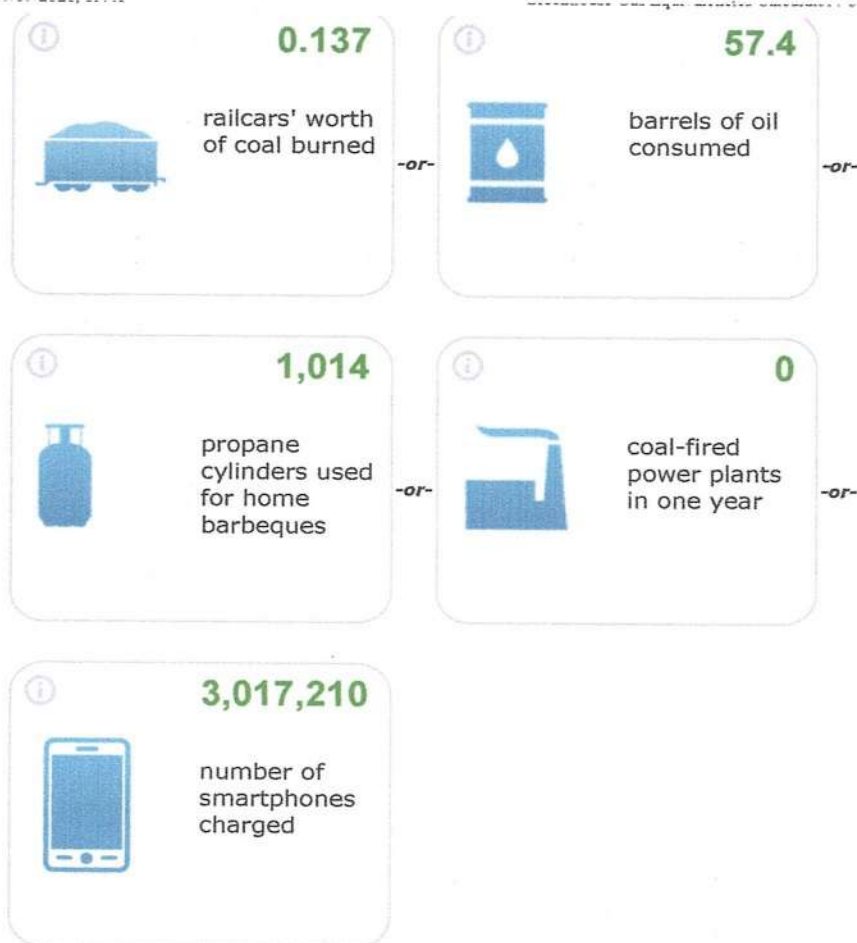 0.137
railcars' worth
of coal burned
-or-
57.4
barrels of oil
consumed
-or-
1,014
propane
cylinders used
for home
barbeques
-or-
0
coal-fired
power plants
in one year
-or-
3,017,210
number of
smartphones
charged